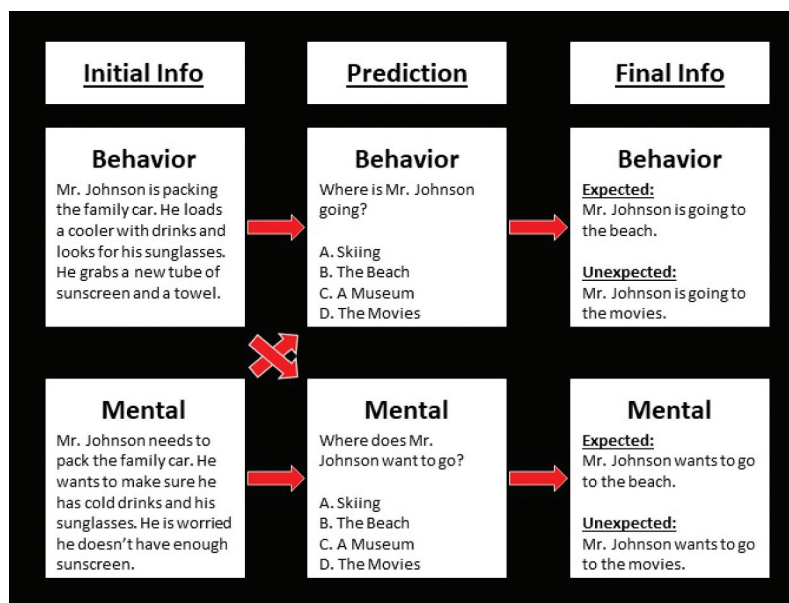 Initial Info
Prediction
Final Info
Behavior
Mr. Johnson is packing
the family car. He loads
a cooler with drinks and
looks for his sunglasses.
He grabs a new tube of
sunscreen and a towel.
Behavior
Where is Mr. Johnson
going?
A. Skiing
B. The Beach
C. A Museum
D. The Movies
Behavior
Expected:
Mr. Johnson is going to
the beach.
Unexpected:
Mr. Johnson is going to
the movies.
Mental
Mr. Johnson needs to
pack the family car. He
wants to make sure he
has cold drinks and his
sunglasses. He is worried
he doesn't have enough
sunscreen.
Mental
Where does Mr.
Johnson want to go?
A. Skiing
B. The Beach
C. A Museum
D. The Movies
Mental
Expected:
Mr. Johnson wants to go
to the beach.
Unexpected:
Mr. Johnson wants to go
to the movies.